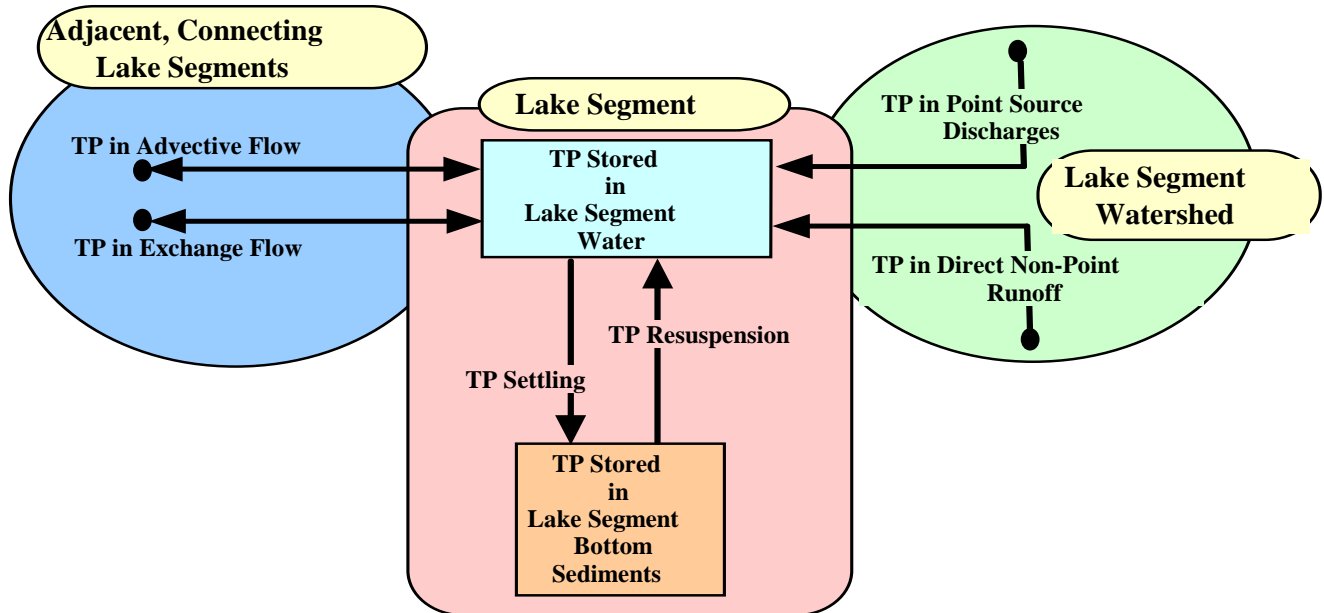 Adjacent, Connecting
Lake Segments
TP in Advective Flow
TP in Exchange Flow
Lake Segment
TP Stored
in
Lake Segment
Water
TP Resuspension
TP Settling
TP Stored
in
Lake Segment
Bottom
Sediments
TP in Point Source
Discharges
Lake Segment
Watershed
TP in Direct Non-Point
Runoff